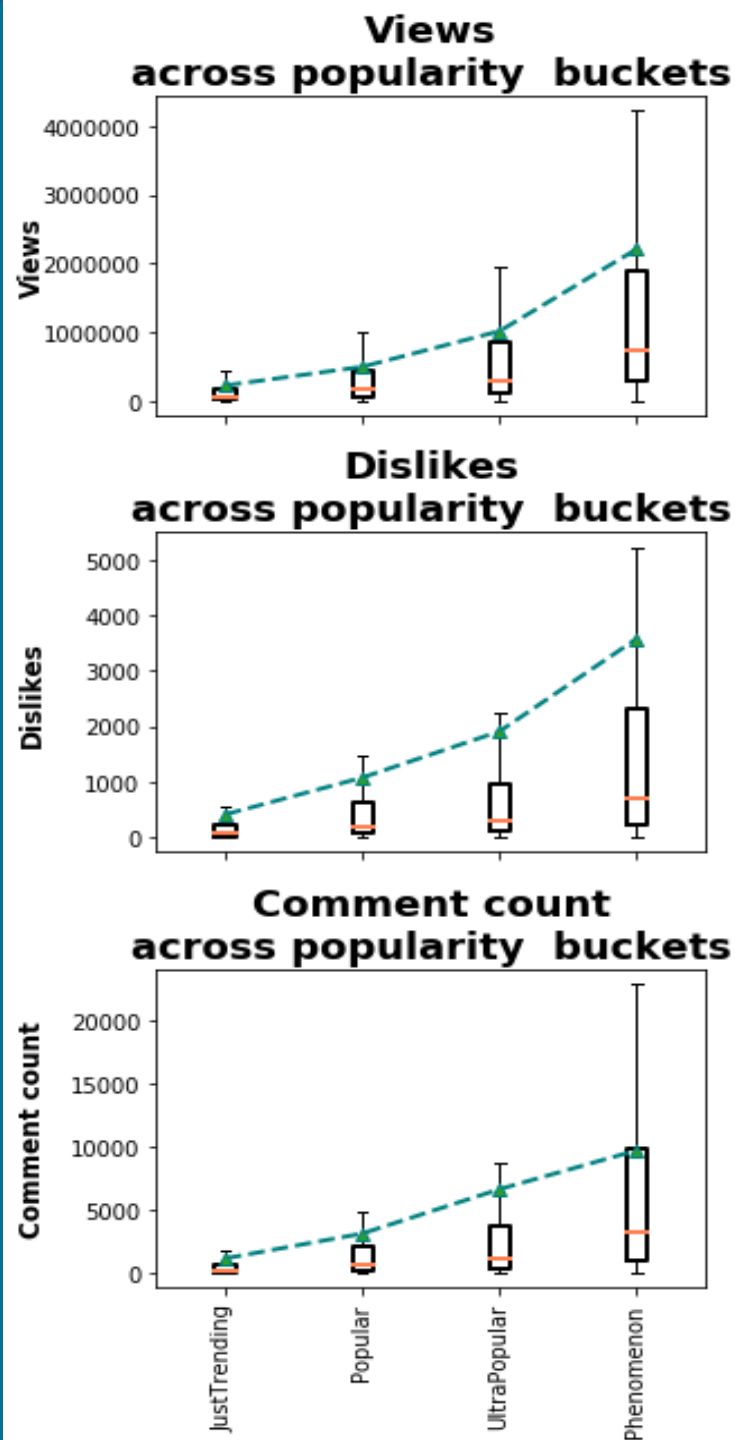 Views
across popularity  buckets
Views
4000000
3000000
2000000
1000000
0
Dislikes
across popularity  buckets
Dislikes
5000
4000
3000
2000
1000
0
Comment count
across popularity  buckets
Comment count
20000
15000
10000
5000
0
JustTrending
Popular
UltraPopular
Phenomenon